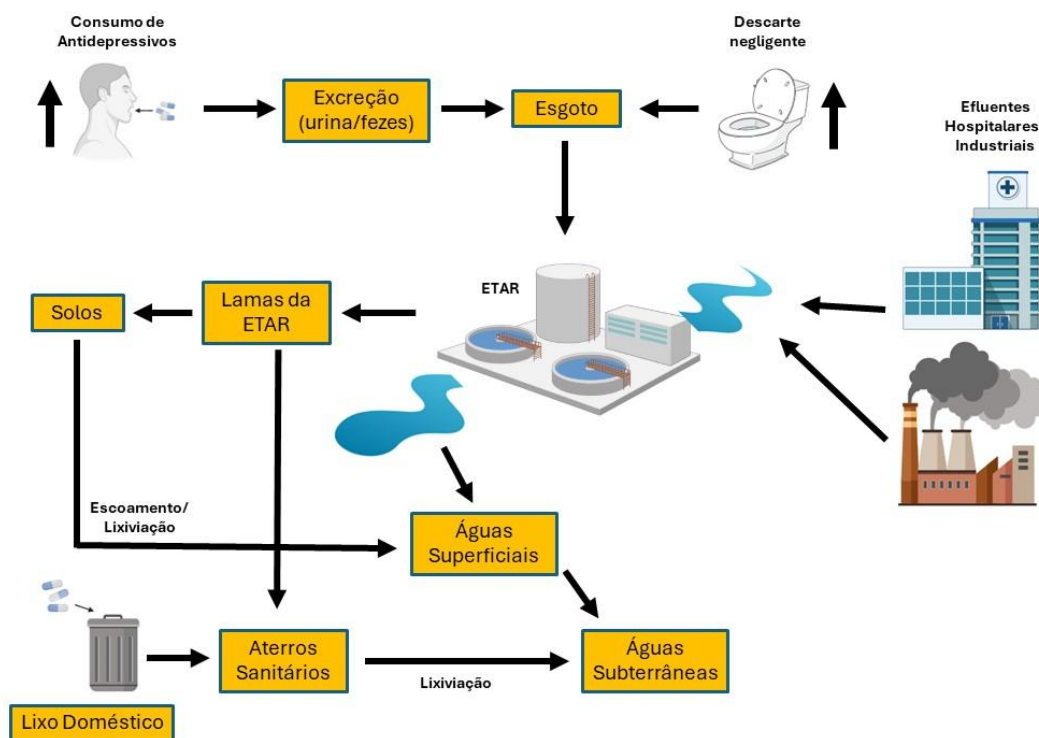 Consumo de
Antidepressivos
Descarte
negligente
Excreção
(urina/fezes)
Esgoto
Efluentes
Hospitalares
Industriais
ETAR
Lamas da
ETAR
Solos
Escoamento/
Lixiviação
Águas
Superficiais
Aterros
Sanitários
Lixiviação
Águas
Subterrâneas
Lixo Doméstico